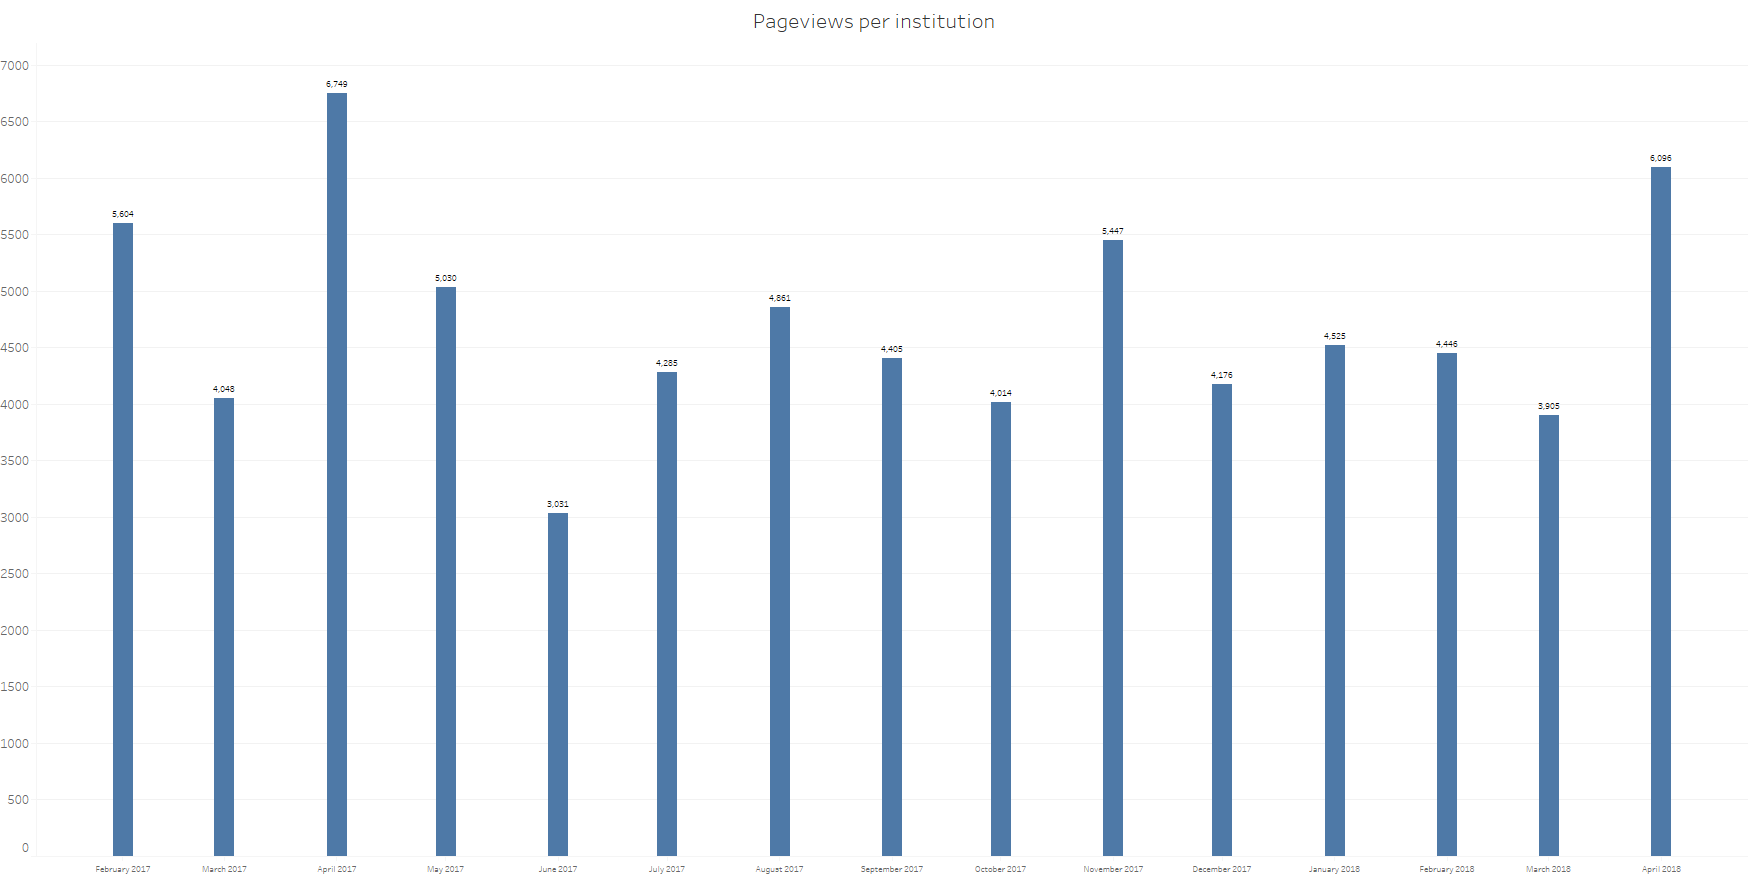 Pageviews per institution
7000
6500
6000
5500
5000
4500
4000
3500
3000
2500
2000
1500
1000
500
0
5,604
4,048
6,749
5,030
3,031
4,285
4,861
4,405
4,014
5,447
4,176
4,525
4,446
3,905
6,096
February 2017
March 2017
April 2017
May 2017
June 2017
July 2017
August 2017
September 2017
October 2017
November 2017
December 2017
January 2018
February 2018
March 2018
April 2018